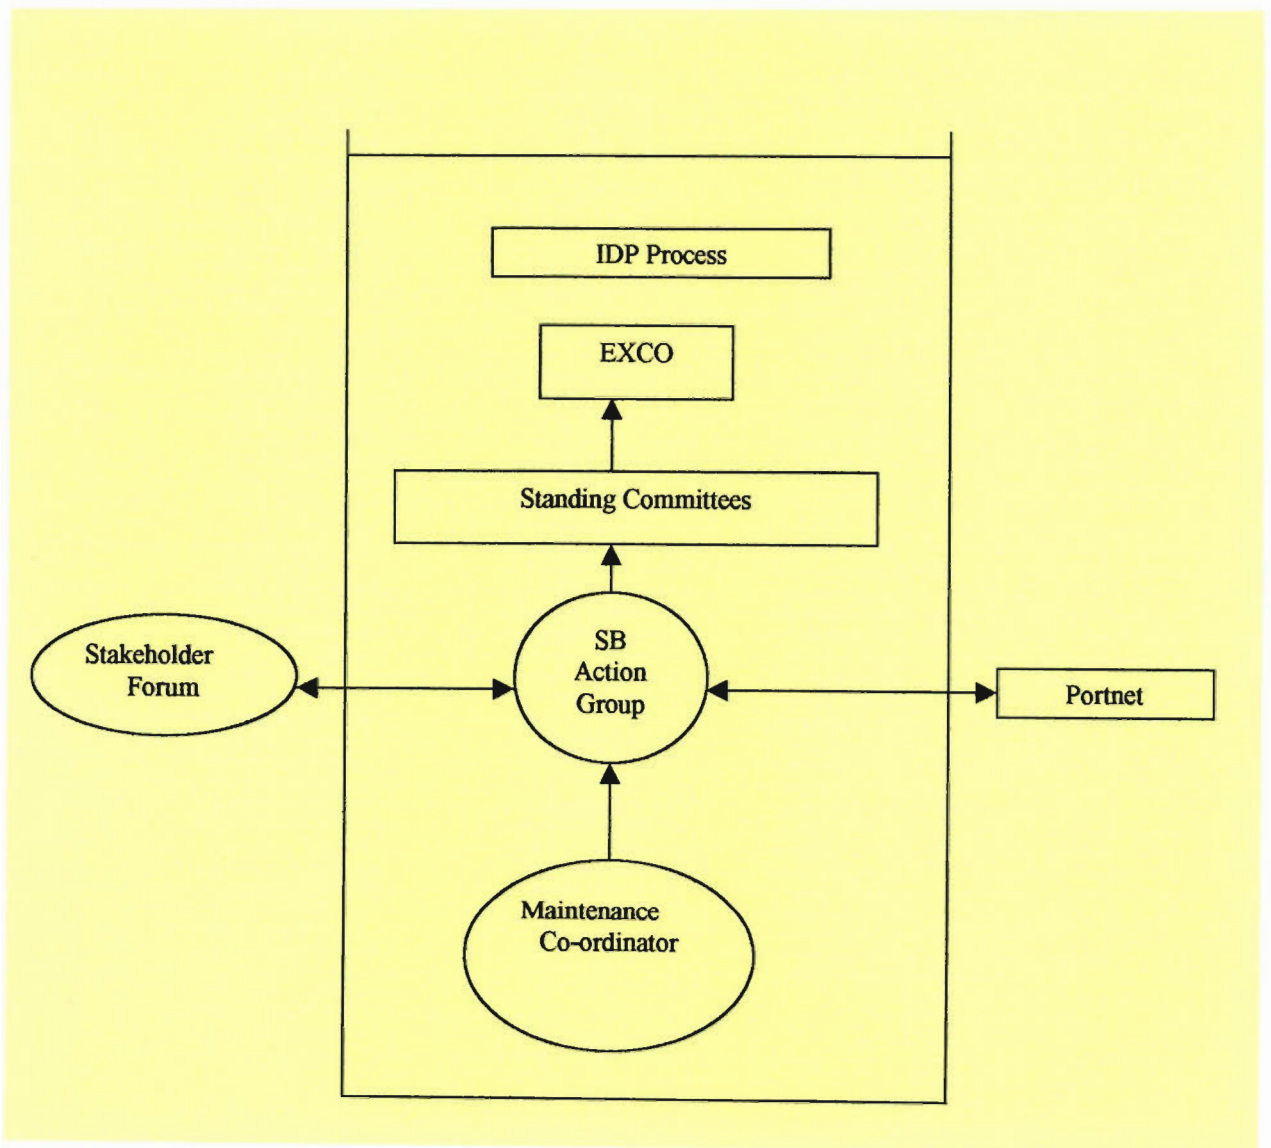 IDP Process
EXCO
Standing Committees
Stakeholder
Forum
SB
Action
Group
Portnet
Maintenance
Co-ordinator